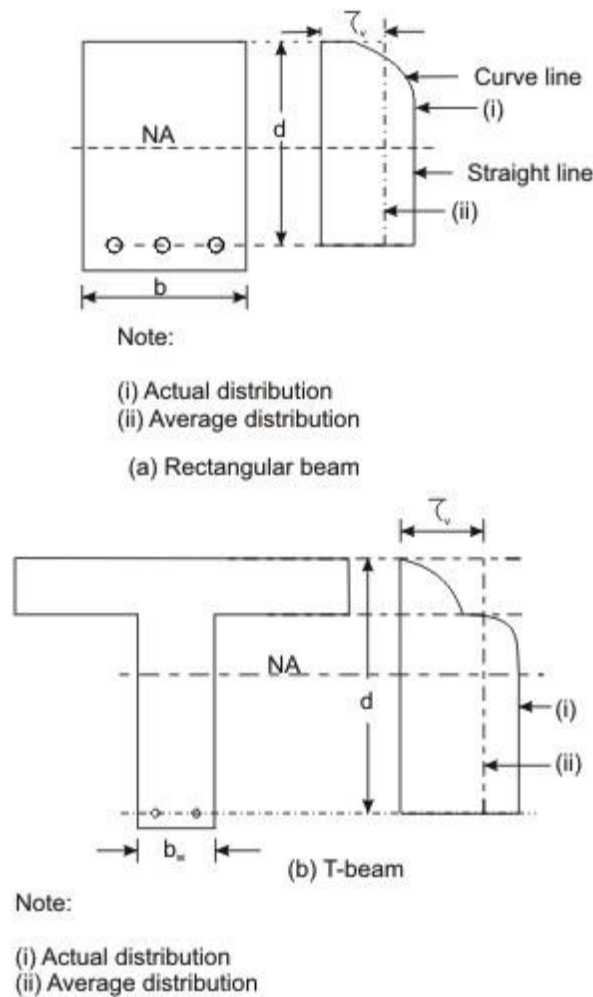 τv
Curve line
(i)
d
NA
Straight line
(ii)
b
Note:
(i) Actual distribution
(ii) Average distribution
(a) Rectangular beam
τv
NA
d
(i)
(ii)
bw
(b) T-beam
Note:
(i) Actual distribution
(ii) Average distribution